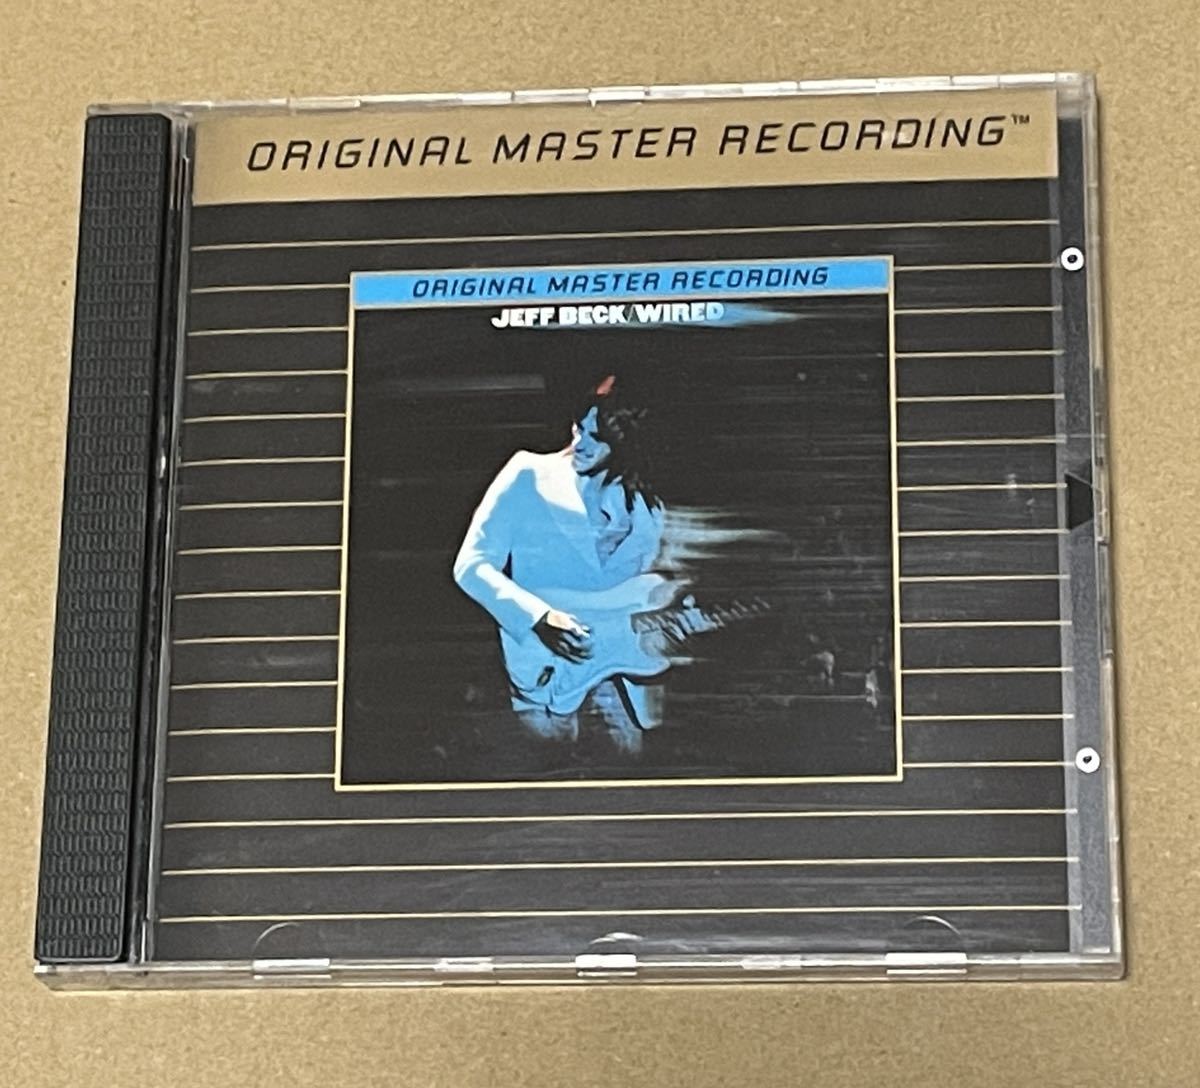 ORIGINAL MASTER RECORDING™
ORIGINAL MASTER RECORDING
JEFF BECK/WIRED